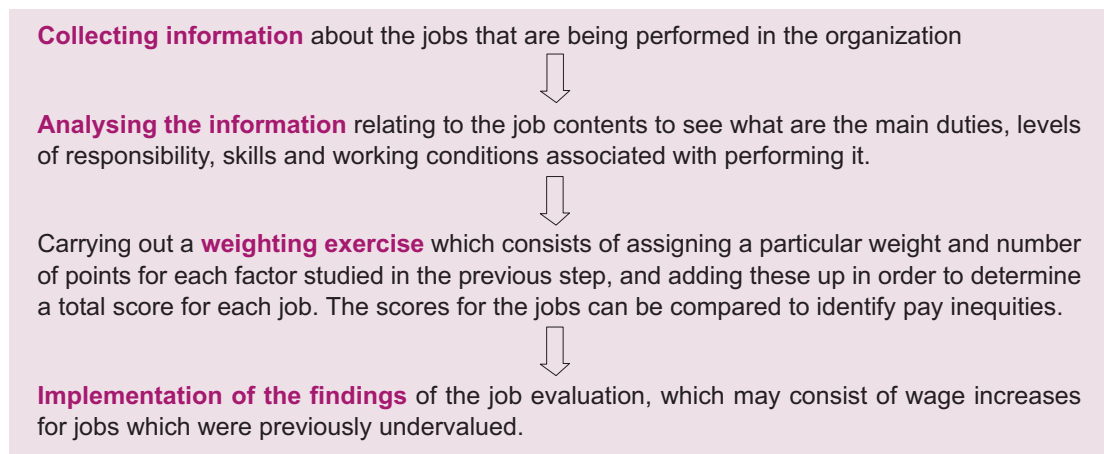 Collecting information about the jobs that are being performed in the organization
Analysing the information relating to the job contents to see what are the main duties, levels
of responsibility, skills and working conditions associated with performing it.
Carrying out a weighting exercise which consists of assigning a particular weight and number
of points for each factor studied in the previous step, and adding these up in order to determine
a total score for each job. The scores for the jobs can be compared to identify pay inequities.
Implementation of the findings of the job evaluation, which may consist of wage increases
for jobs which were previously undervalued.